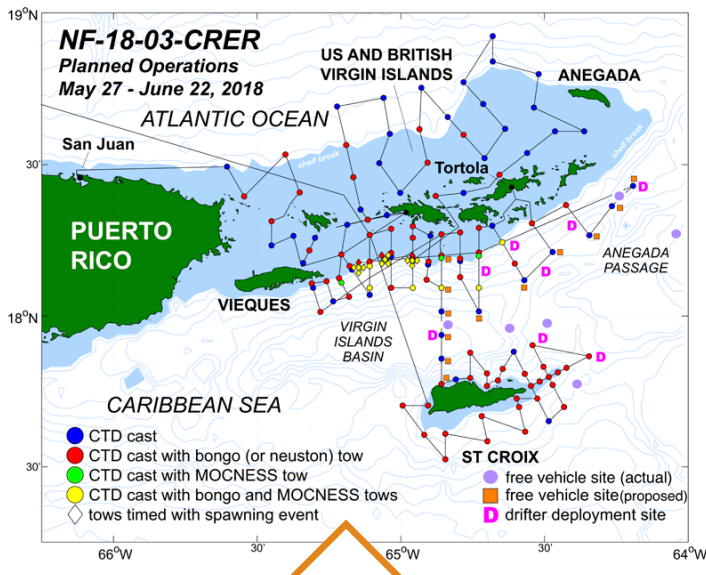 19°N
NF-18-03-CRER
Planned Operations
May 27 - June 22, 2018
US AND BRITISH
VIRGIN ISLANDS
ANEGADA
ATLANTIC OCEAN
San Juan
shelf break
shelf break
30'
Tortola
D
PUERTO
RICO
D
D
ANEGADA
PASSAGE
D
D
VIEQUES
18°N
VIRGIN
ISLANDS
BASIN
D
D
D
CARIBBEAN SEA
CTD cast
CTD cast with bongo (or neuston) tow
CTD cast with MOCNESS tow
CTD cast with bongo and MOCNESS tows
tows timed with spawning event
ST CROIX
30'
free vehicle site (actual)
free vehicle site(proposed)
D drifter deployment site
66°W
30'
65°W
30'
64°W